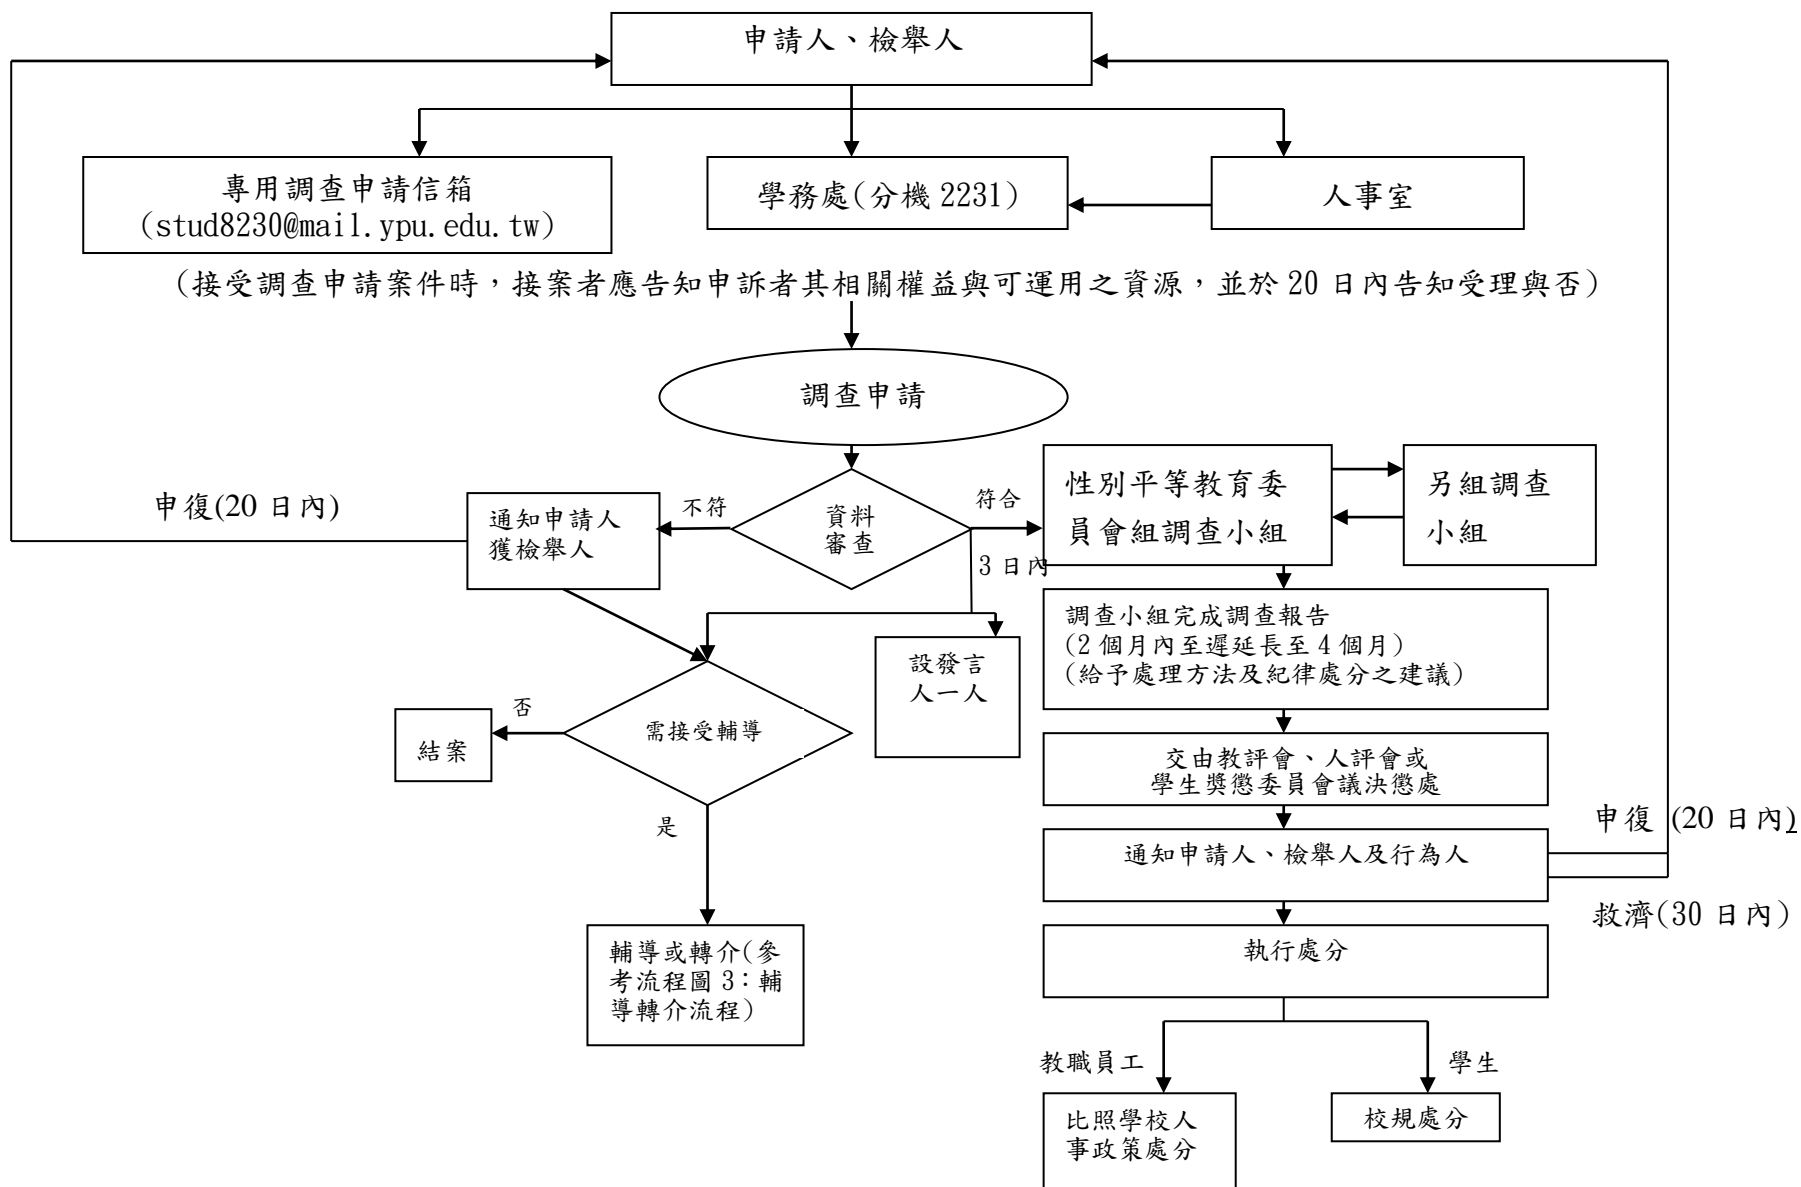 申請人、檢舉人
專用調查申請信箱
(stud8230@mail.ypu.edu.tw)
學務處(分機 2231)
人事室
(接受調查申請案件時,接案者應告知申訴者其相關權益與可運用之資源,並於 20 日內告知受理與否)
調查申請
申復(20 日內)
通知申請人
獲檢舉人
不符
資料
審查
符合
3 日內
性別平等教育委
員會組調查小組
另組調查
小組
調查小組完成調查報告
(2 個月內至遲延長至 4 個月)
(給予處理方法及紀律處分之建議)
設發言
人一人
否
結案
需接受輔導
是
交由教評會、人評會或
學生獎懲委員會議決懲處
申復 (20 日內)
通知申請人、檢舉人及行為人
救濟(30 日內)
輔導或轉介(參
考流程圖 3:輔
導轉介流程)
執行處分
教職員工
學生
比照學校人
事政策處分
校規處分